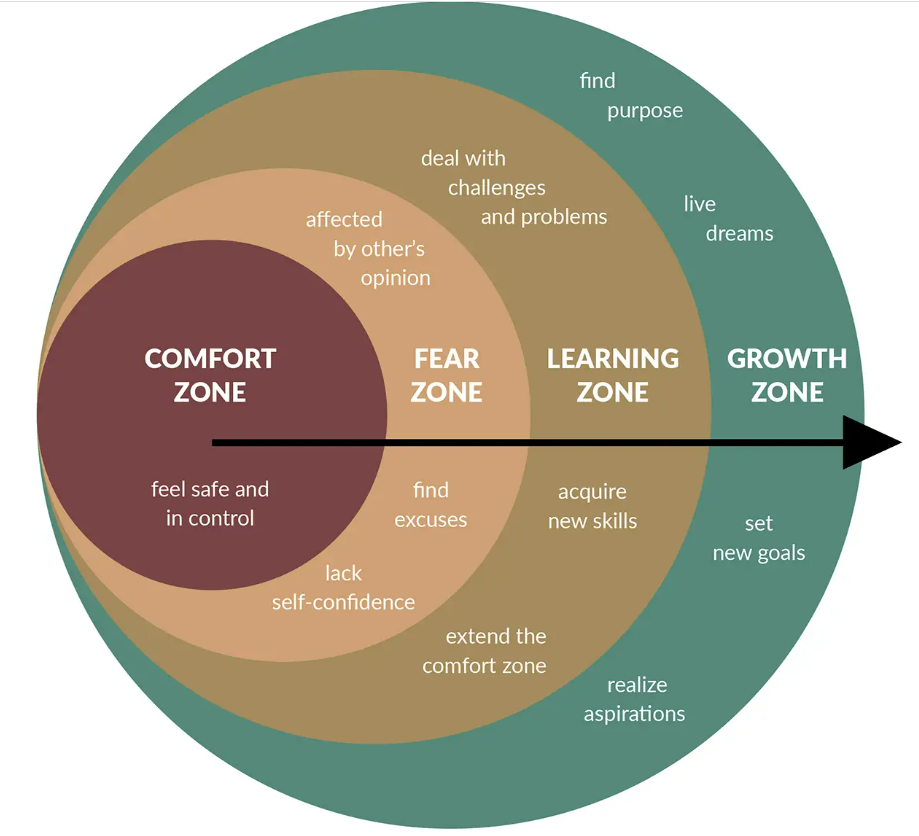 find
purpose
deal with
challenges
and problems
live
dreams
affected
by other’s
opinion
COMFORT
ZONE
FEAR
ZONE
LEARNING
ZONE
GROWTH
ZONE
feel safe and
in control
find
excuses
acquire
new skills
set
new goals
lack
self-confidence
extend the
comfort zone
realize
aspirations